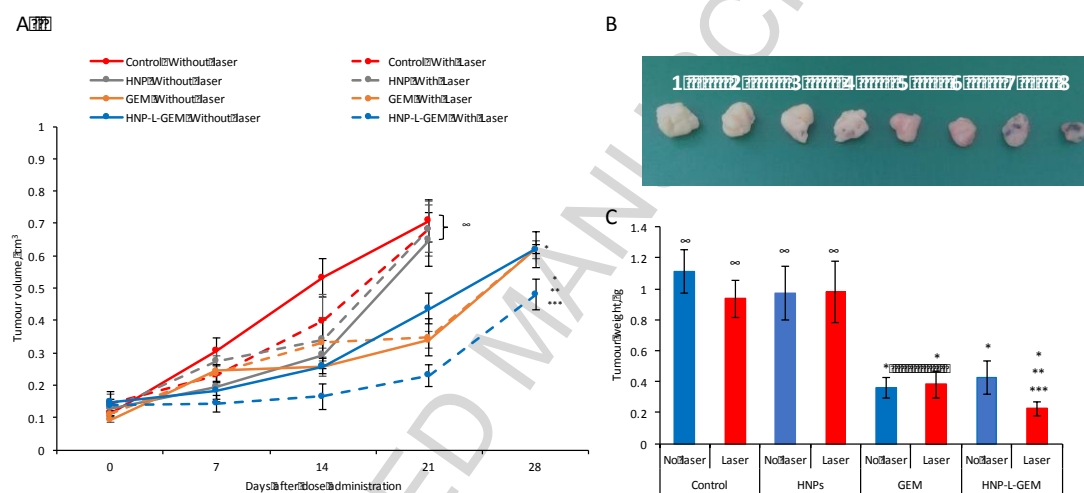 A
B
Control Without laser
Control With Laser
HNP Without laser
HNP With Laser
GEM Without laser
GEM With Laser
HNP-L-GEM Without laser
HNP-L-GEM With Laser
1 2 3 4 5 6 7 8
Tumour volume, cm³
1
0.9
0.8
0.7
0.6
0.5
0.4
0.3
0.2
0.1
0
0 7 14 21 28
Days after dose administration
∞
*
*
**
***
C
Tumour weight, g
1.4
1.2
1
0.8
0.6
0.4
0.2
0
∞ ∞ ∞ ∞ * * * *
**
***
No laser Laser No laser Laser No laser Laser No laser Laser
Control HNPs GEM HNP-L-GEM
ED MANUSC